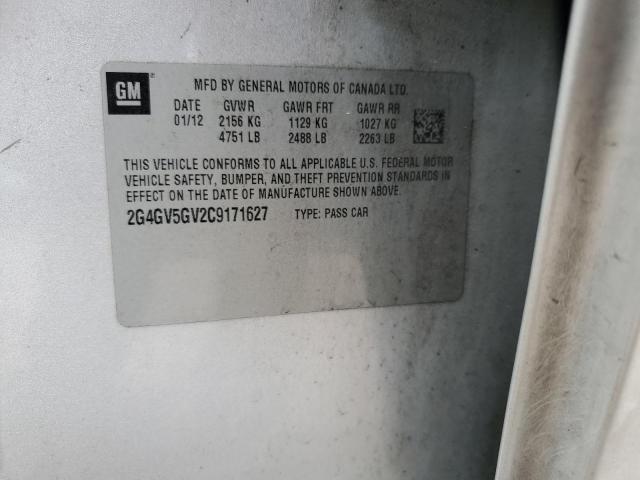 GM
MFD BY GENERAL MOTORS OF CANADA LTD.
DATE GVWR GAWR FRT GAWR RR
01/12 2156 KG 1129 KG 1027 KG
4751 LB 2488 LB 2263 LB
THIS VEHICLE CONFORMS TO ALL APPLICABLE U.S. FEDERAL MOTOR
VEHICLE SAFETY, BUMPER, AND THEFT PREVENTION STANDARDS IN
EFFECT ON THE DATE OF MANUFACTURE SHOWN ABOVE.
2G4GV5GV2C9171627 TYPE: PASS CAR